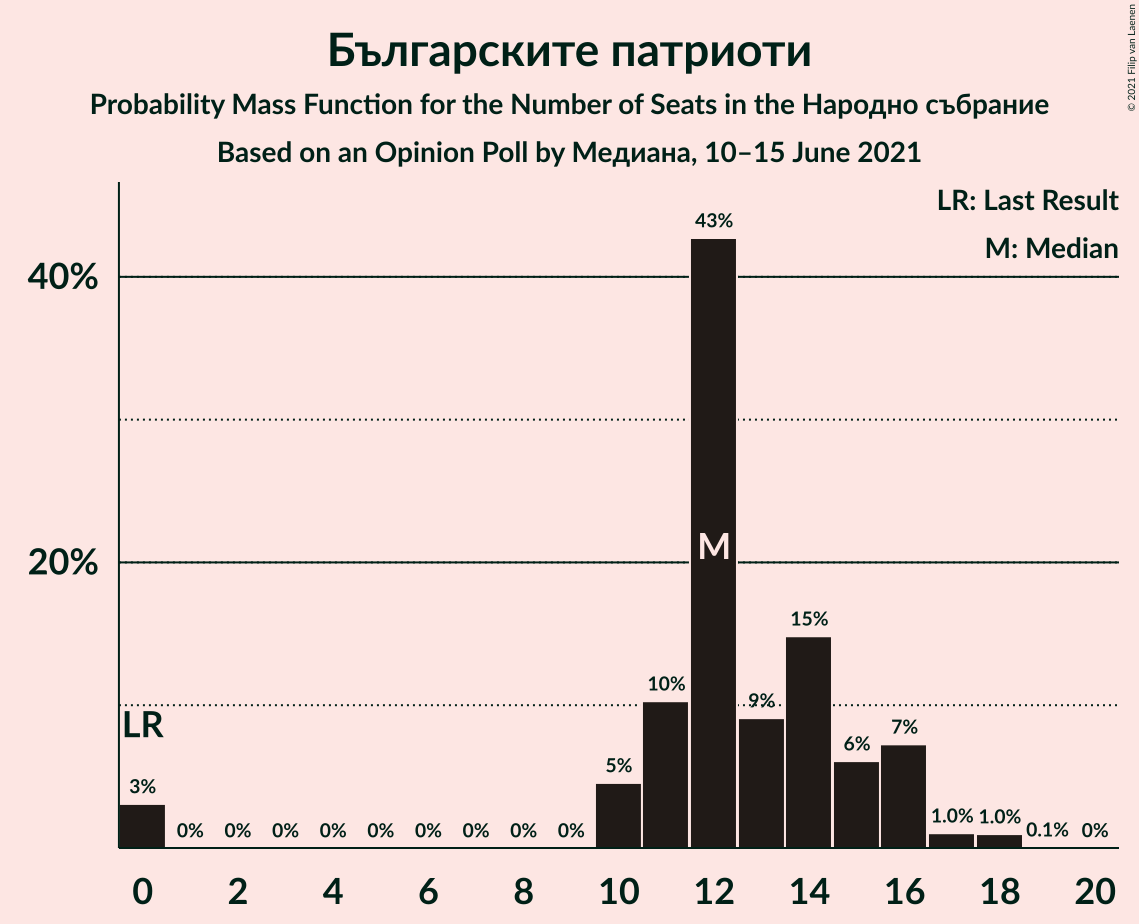 Българските патриоти
Probability Mass Function for the Number of Seats in the Народно събрание
Based on an Opinion Poll by Медиана, 10–15 June 2021
© 2021 Filip van Laenen
LR: Last Result
M: Median
43%
40%
M
20%
15%
10%
9%
LR
7%
6%
5%
3%
0% 0% 0% 0% 0% 0% 0% 0% 0% 1.0% 1.0% 0.1% 0%
0 2 4 6 8 10 12 14 16 18 20